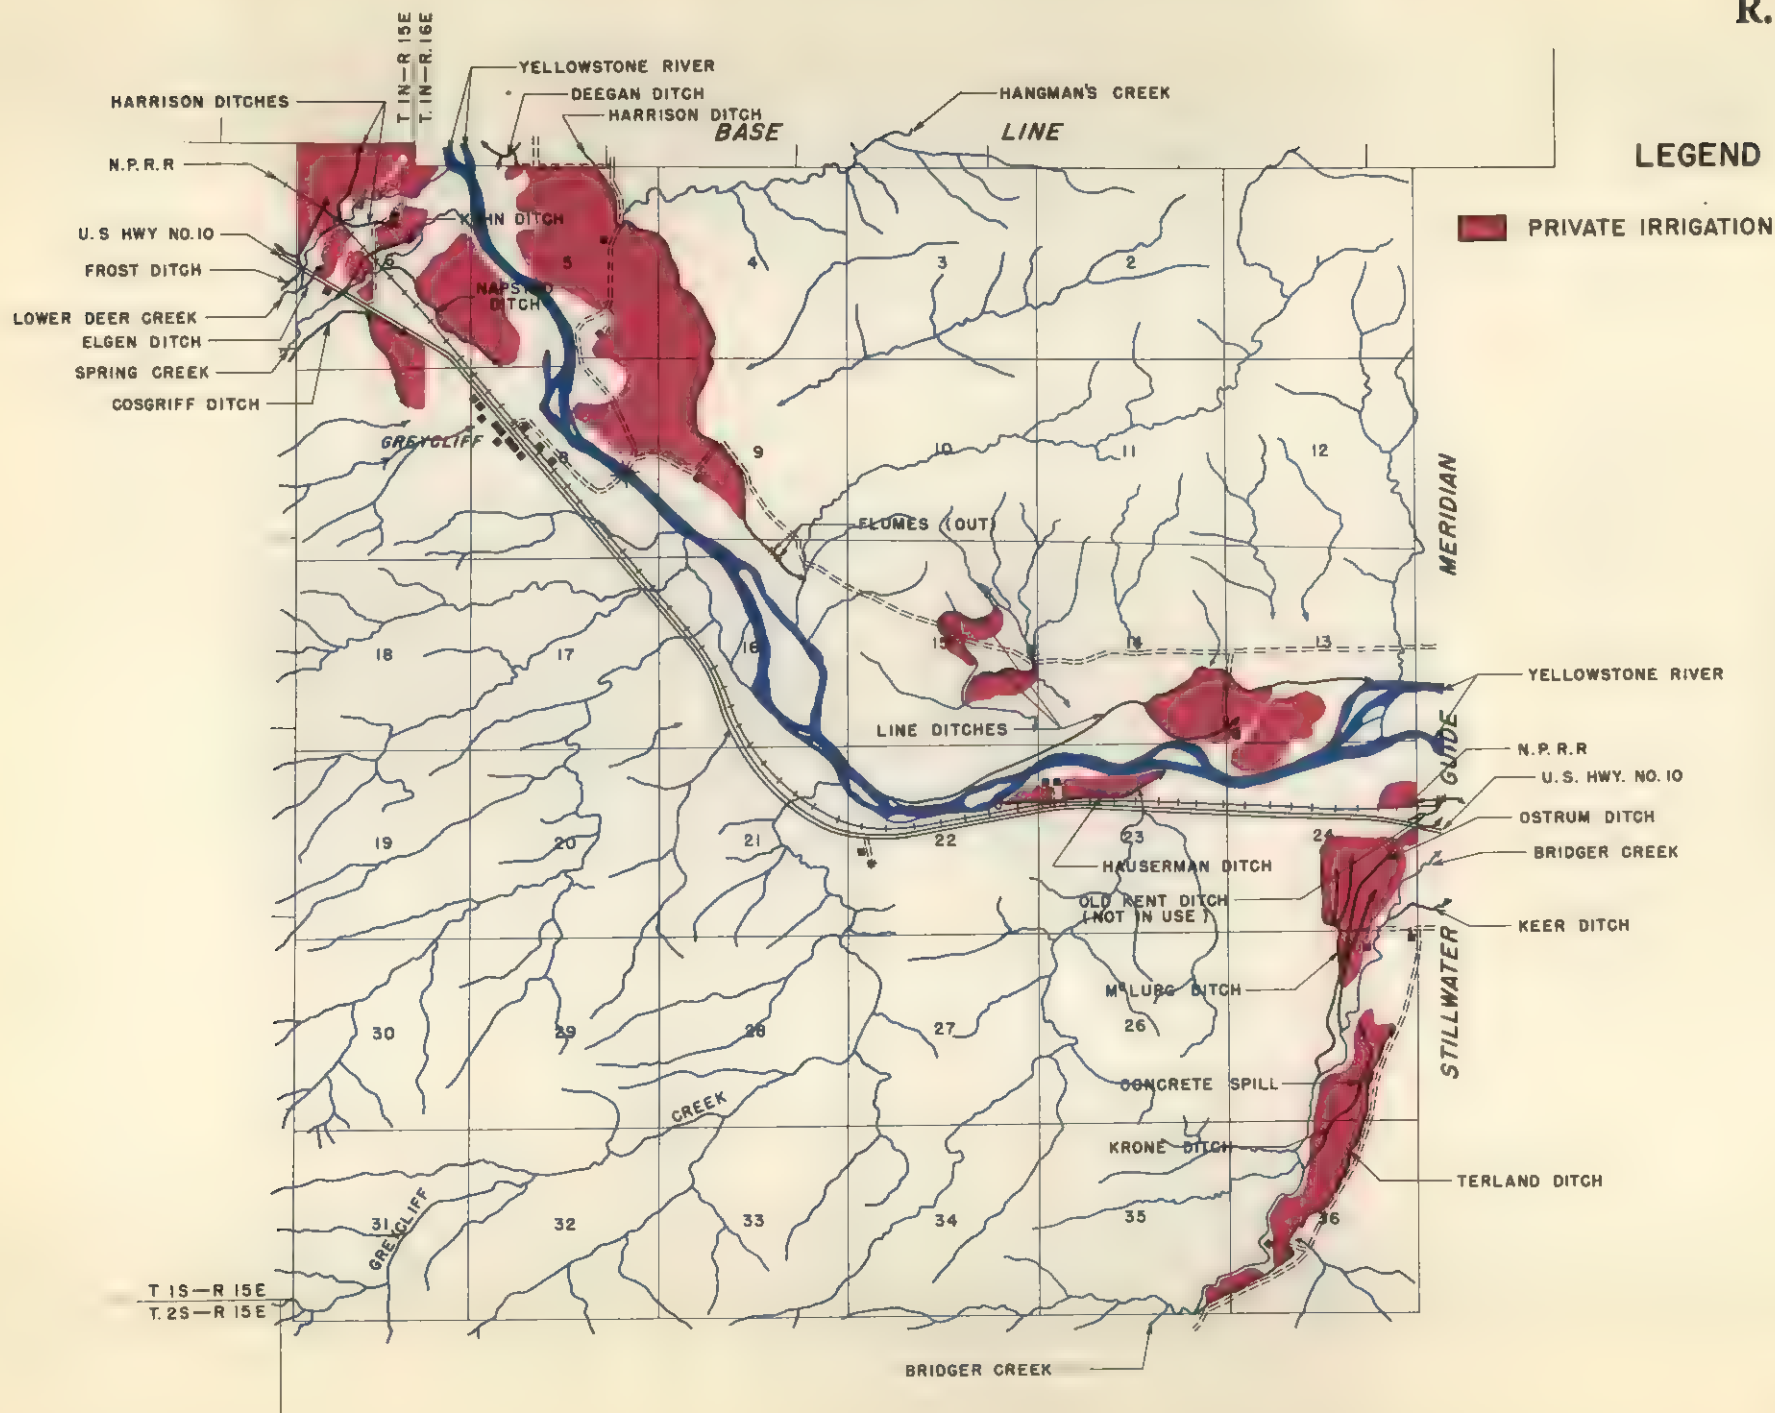 R.
T. 1N—R 15E
T. 1N—R. 16E
YELLOWSTONE RIVER
HARRISON DITCHES
DEEGAN DITCH
HARRISON DITCH
HANGMAN'S CREEK
BASE LINE
LEGEND
PRIVATE IRRIGATION
N.P.R.R
U.S HWY NO.10
FROST DITCH
LOWER DEER CREEK
ELGEN DITCH
SPRING CREEK
COSGRIFF DITCH
DITCH
6
5
4
3
2
DITCH
GREYCLIFF
7
8
9
10
11
12
MERIDIAN
FLUMES (OUT)
18
17
16
15
14
13
YELLOWSTONE RIVER
LINE DITCHES
GUIDE
N.P.R.R
U.S. HWY. NO.10
OSTRUM DITCH
BRIDGER CREEK
19
20
21
22
23
24
HAUSERMAN DITCH
OLD KENT DITCH
(NOT IN USE)
KEER DITCH
STILLWATER
DITCH
30
29
28
27
26
CONCRETE SPILL
CREEK
KRONE DITCH
TERLAND DITCH
GREYCLIFF
31
32
33
34
35
36
T 1S—R 15E
T. 2S—R 15E
BRIDGER CREEK